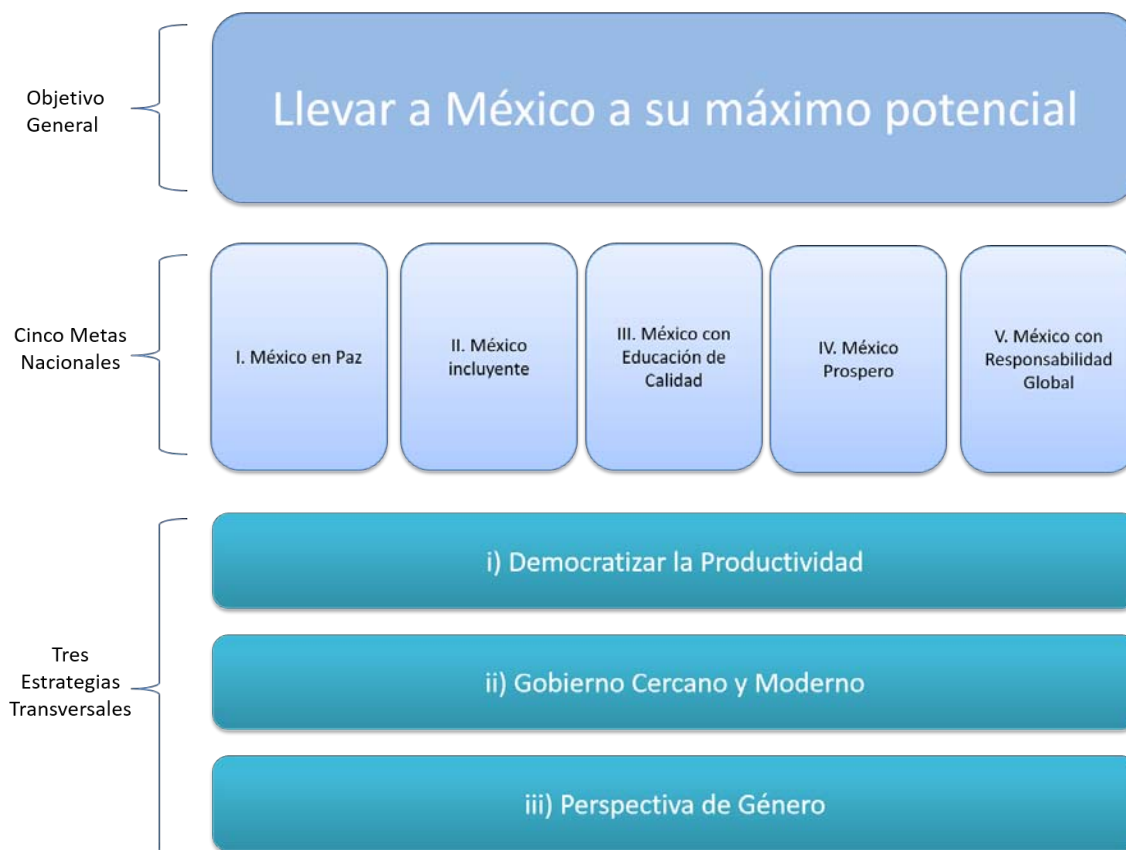 Objetivo
General
Llevar a México a su máximo potencial
Cinco Metas
Nacionales
I. México en Paz
II. México
incluyente
III. México con
Educación de
Calidad
IV. México
Prospero
V. México con
Responsabilidad
Global
Tres
Estrategias
Transversales
i) Democratizar la Productividad
ii) Gobierno Cercano y Moderno
iii) Perspectiva de Género